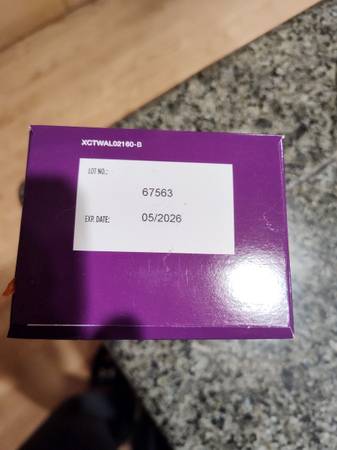 XCTWAL02160-B
LOT NO.:
67563
EXP. DATE: 05/2026